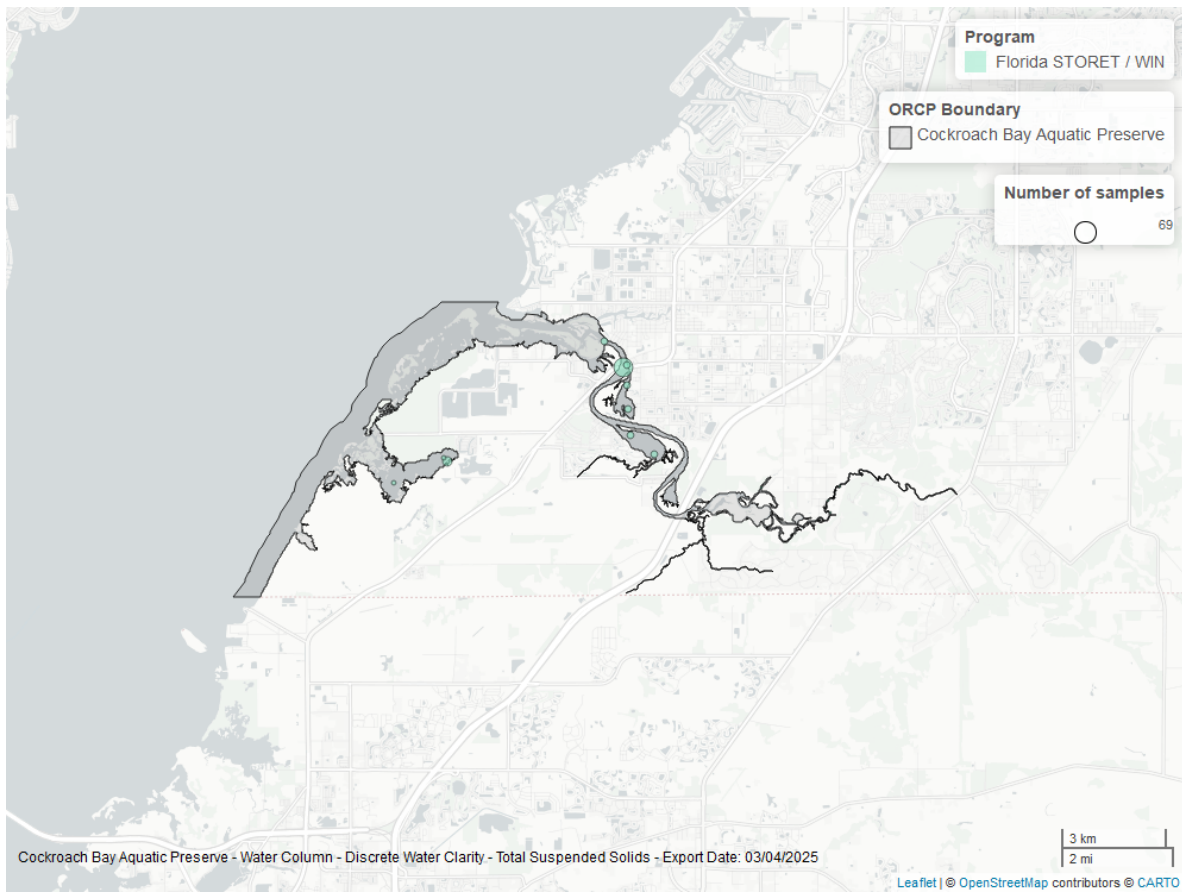 Program
Florida STORET / WIN
ORCP Boundary
Cockroach Bay Aquatic Preserve
Number of samples
69
3 km
2 mi
Cockroach Bay Aquatic Preserve - Water Column - Discrete Water Clarity - Total Suspended Solids - Export Date: 03/04/2025
Leaflet | © OpenStreetMap contributors © CARTO